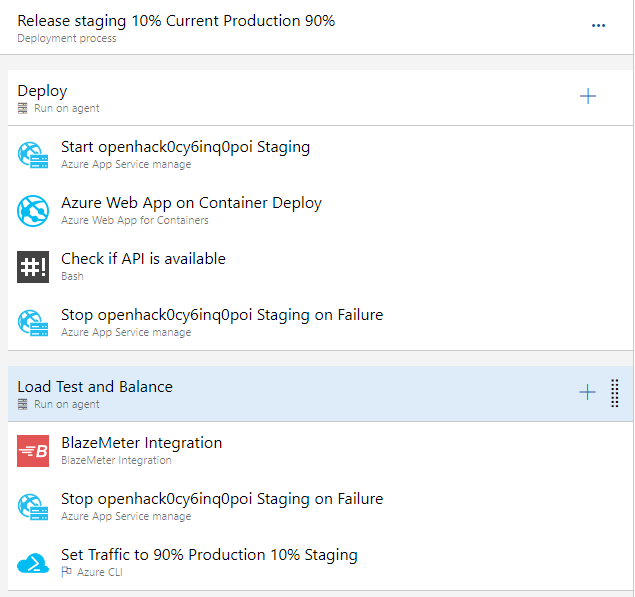 Release staging 10% Current Production 90%
Deployment process
Deploy
Run on agent
Start openhack0cy6inq0poi Staging
Azure App Service manage
Azure Web App on Container Deploy
Azure Web App for Containers
#!
Check if API is available
Bash
Stop openhack0cy6inq0poi Staging on Failure
Azure App Service manage
Load Test and Balance
Run on agent
B
BlazeMeter Integration
BlazeMeter Integration
Stop openhack0cy6inq0poi Staging on Failure
Azure App Service manage
Set Traffic to 90% Production 10% Staging
Azure CLI